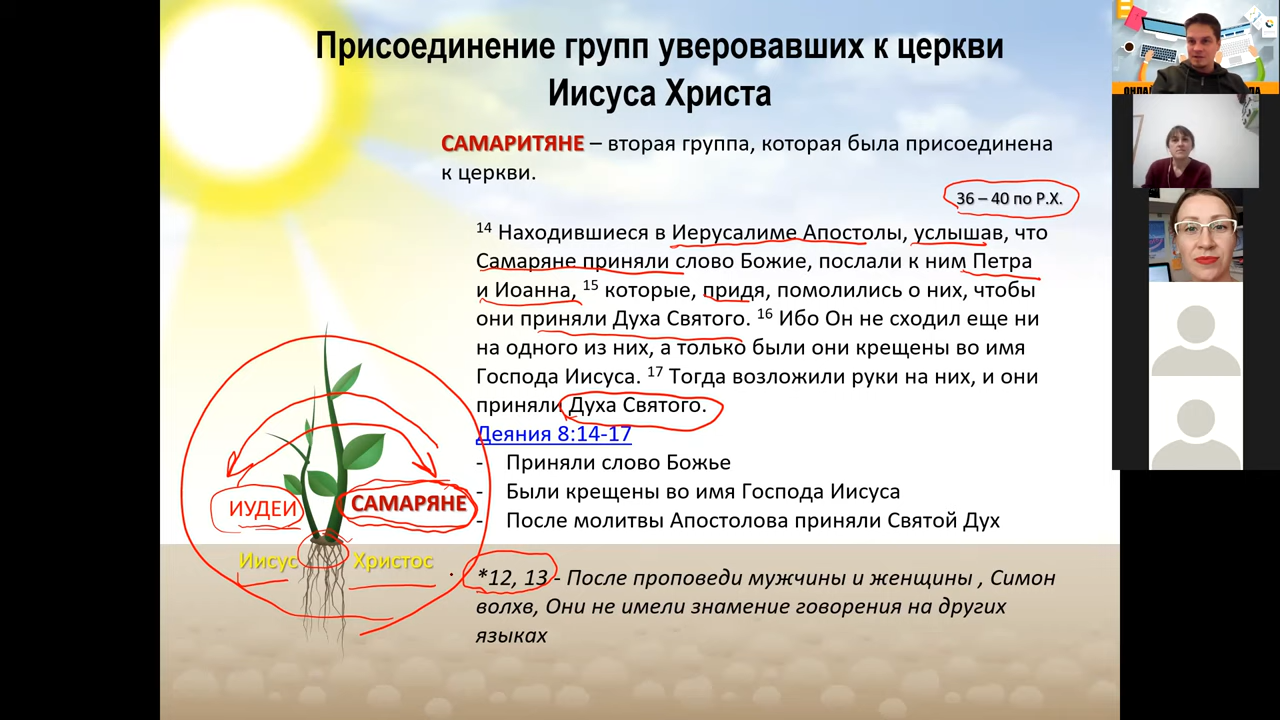 Присоединение групп уверовавших к церкви
Иисуса Христа
САМАРИТЯНЕ – вторая группа, которая была присоединена
к церкви.
36 – 40 по Р.Х.
14 Находившиеся в Иерусалиме Апостолы, услышав, что
Самаряне приняли слово Божие, послали к ним Петра
и Иоанна, 15 которые, придя, помолились о них, чтобы
они приняли Духа Святого. 16 Ибо Он не сходил еще ни
на одного из них, а только были они крещены во имя
Господа Иисуса. 17 Тогда возложили руки на них, и они
приняли Духа Святого.
Деяния 8:14-17
- Приняли слово Божье
- Были крещены во имя Господа Иисуса
- После молитвы Апостолова приняли Святой Дух
ИУДЕИ
САМАРЯНЕ
Иисус Христос
*12, 13 - После проповеди мужчины и женщины , Симон
волхв, Они не имели знамение говорения на других
языках